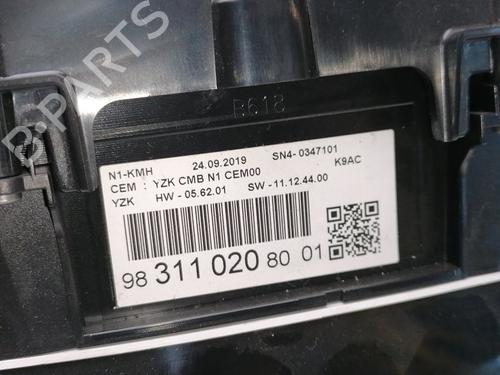 B-PARTS
R618
N1-KMH 24.09.2019 SN4- 0347101
CEM : YZK CMB N1 CEM00 K9AC
YZK HW - 05.62.01 SW - 11.12.44.00
98 311 020 80 01